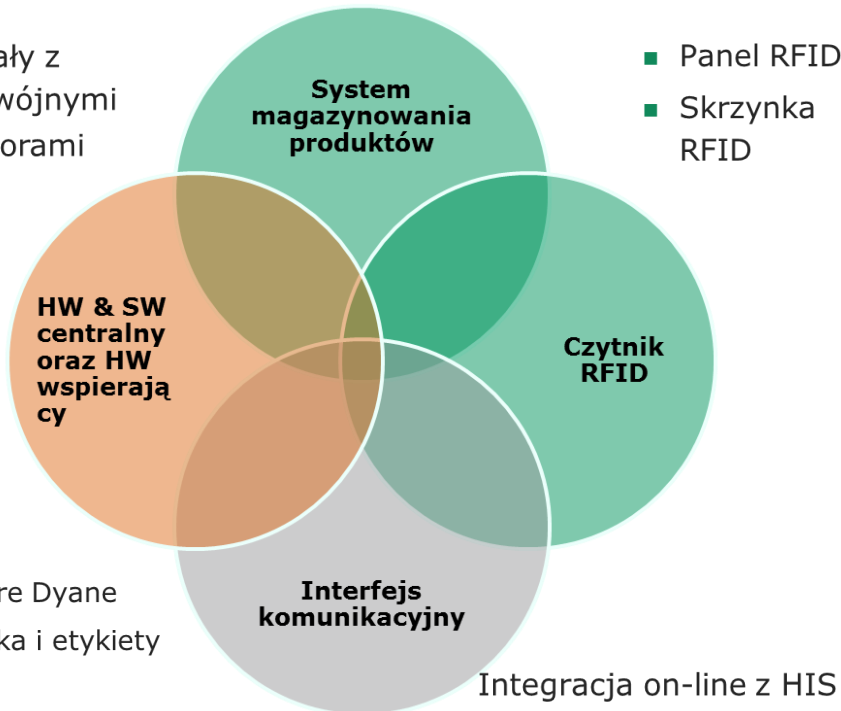 ały z
wójnymi
orami
System
magazynowania
produktów
■ Panel RFID
■ Skrzynka
RFID
HW & SW
centralny
oraz HW
wspierają
cy
Czytnik
RFID
re Dyane
ka i etykiety
Interfejs
komunikacyjny
Integracja on-line z HIS